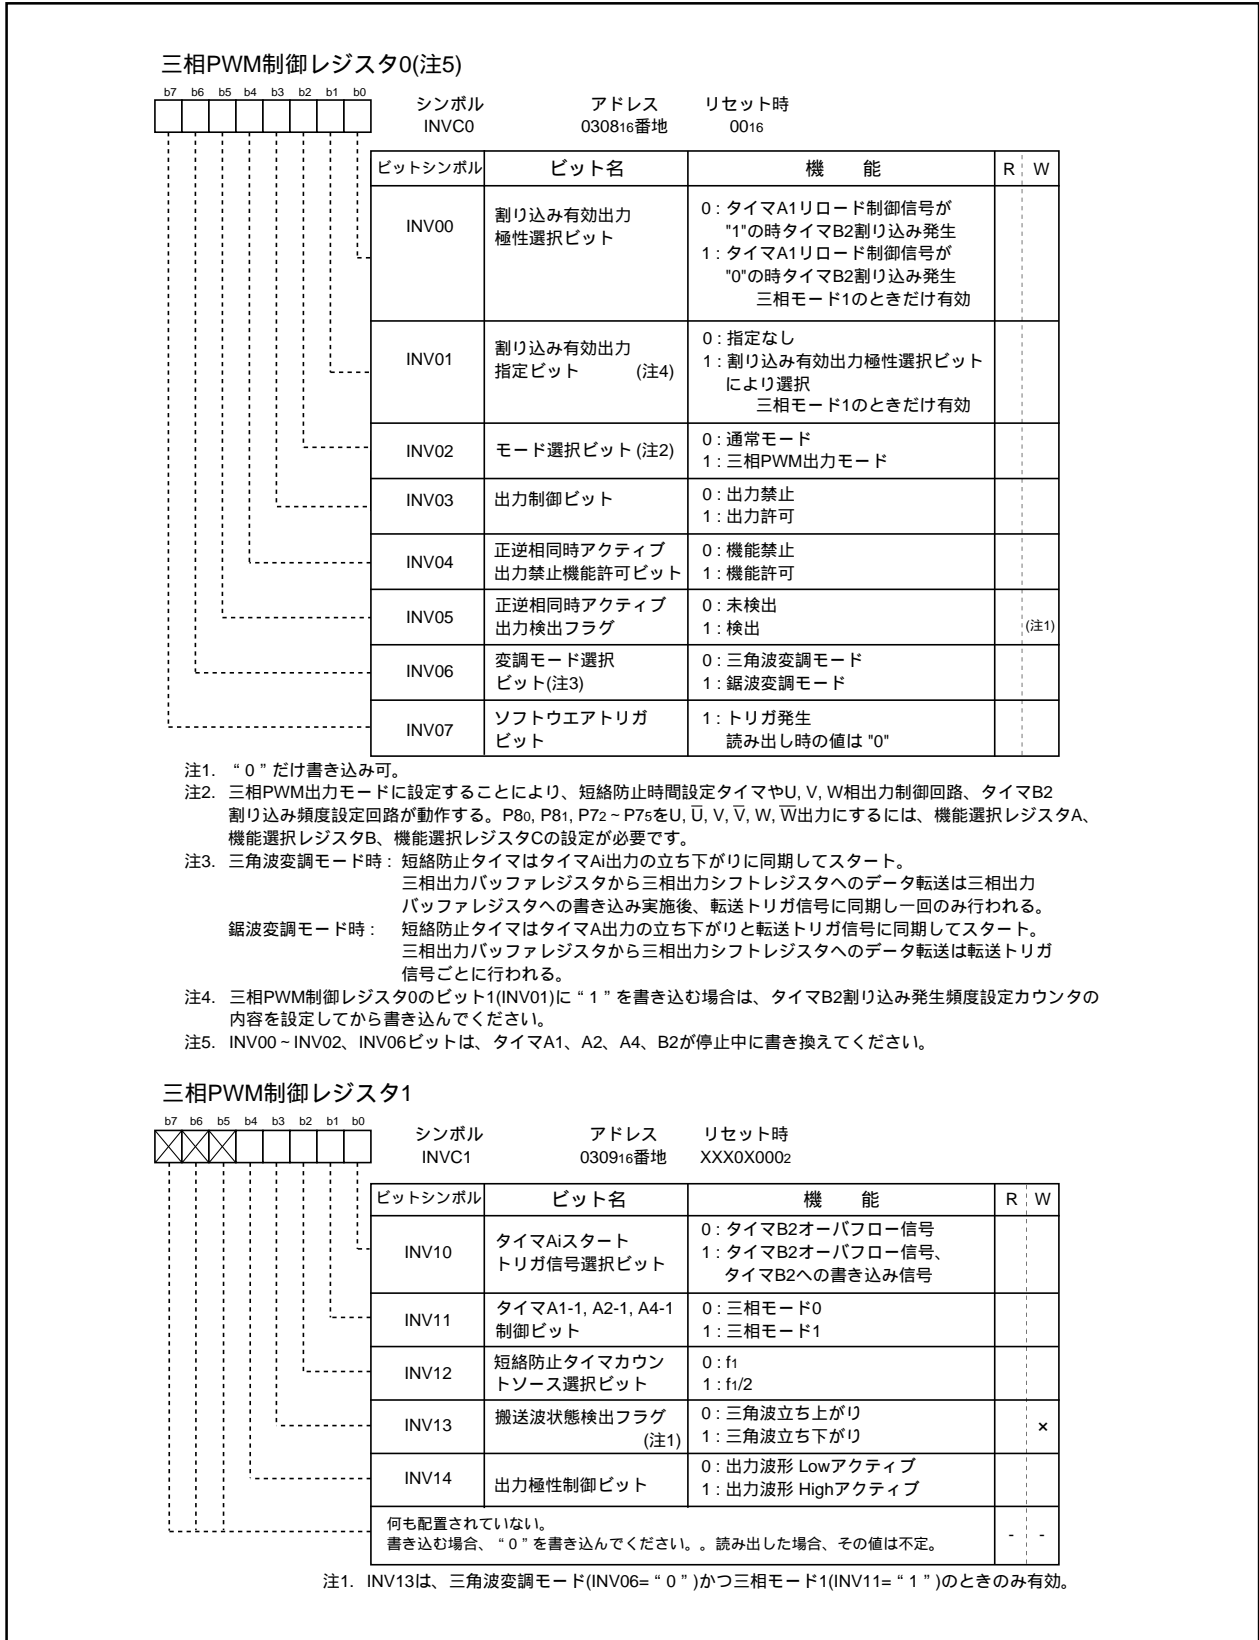 三相PWM制御レジスタ0(注5)
b7 b6 b5 b4 b3 b2 b1 b0
シンボル アドレス リセット時
INVC0 030816番地 0016
ビットシンボル ビット名 機 能 R W
INV00 割り込み有効出力
極性選択ビット
0 : タイマA1リロード制御信号が
"1"の時タイマB2割り込み発生
1 : タイマA1リロード制御信号が
"0"の時タイマB2割り込み発生
三相モード1のときだけ有効
INV01 割り込み有効出力
指定ビット (注4)
0 : 指定なし
1 : 割り込み有効出力極性選択ビット
により選択
三相モード1のときだけ有効
INV02 モード選択ビット (注2)
0 : 通常モード
1 : 三相PWM出力モード
INV03 出力制御ビット
0 : 出力禁止
1 : 出力許可
INV04 正逆相同時アクティブ
出力禁止機能許可ビット
0 : 機能禁止
1 : 機能許可
INV05 正逆相同時アクティブ
出力検出フラグ
0 : 未検出
1 : 検出
(注1)
INV06 変調モード選択
ビット(注3)
0 : 三角波変調モード
1 : 鋸波変調モード
INV07 ソフトウエアトリガ
ビット
1 : トリガ発生
読み出し時の値は "0"
注1. “ 0 ” だけ書き込み可。
注2. 三相PWM出力モードに設定することにより、短絡防止時間設定タイマやU, V, W相出力制御回路、タイマB2
割り込み頻度設定回路が動作する。P80, P81, P72 ~ P75をU, U̅, V, V̅, W, W̅出力にするには、機能選択レジスタA、
機能選択レジスタB、機能選択レジスタCの設定が必要です。
注3. 三角波変調モード時 : 短絡防止タイマはタイマAi出力の立ち下がりに同期してスタート。
三相出力バッファレジスタから三相出力シフトレジスタへのデータ転送は三相出力
バッファレジスタへの書き込み実施後、転送トリガ信号に同期し一回のみ行われる。
鋸波変調モード時 : 短絡防止タイマはタイマA出力の立ち下がりと転送トリガ信号に同期してスタート。
三相出力バッファレジスタから三相出力シフトレジスタへのデータ転送は転送トリガ
信号ごとに行われる。
注4. 三相PWM制御レジスタ0のビット1(INV01)に “ 1 ” を書き込む場合は、タイマB2割り込み発生頻度設定カウンタの
内容を設定してから書き込んでください。
注5. INV00 ~ INV02、INV06ビットは、タイマA1、A2、A4、B2が停止中に書き換えてください。
三相PWM制御レジスタ1
b7 b6 b5 b4 b3 b2 b1 b0
シンボル アドレス リセット時
INVC1 030916番地 XXX0X0002
ビットシンボル ビット名 機 能 R W
INV10 タイマAiスタート
トリガ信号選択ビット
0 : タイマB2オーバフロー信号
1 : タイマB2オーバフロー信号、
タイマB2への書き込み信号
INV11 タイマA1-1, A2-1, A4-1
制御ビット
0 : 三相モード0
1 : 三相モード1
INV12 短絡防止タイマカウン
トソース選択ビット
0 : f1
1 : f1/2
INV13 搬送波状態検出フラグ
(注1)
0 : 三角波立ち上がり
1 : 三角波立ち下がり
×
INV14 出力極性制御ビット
0 : 出力波形 Lowアクティブ
1 : 出力波形 Highアクティブ
何も配置されていない。
書き込む場合、 “ 0 ” を書き込んでください。。読み出した場合、その値は不定。
- -
注1. INV13は、三角波変調モード(INV06= “ 0 ” )かつ三相モード1(INV11= “ 1 ” )のときのみ有効。